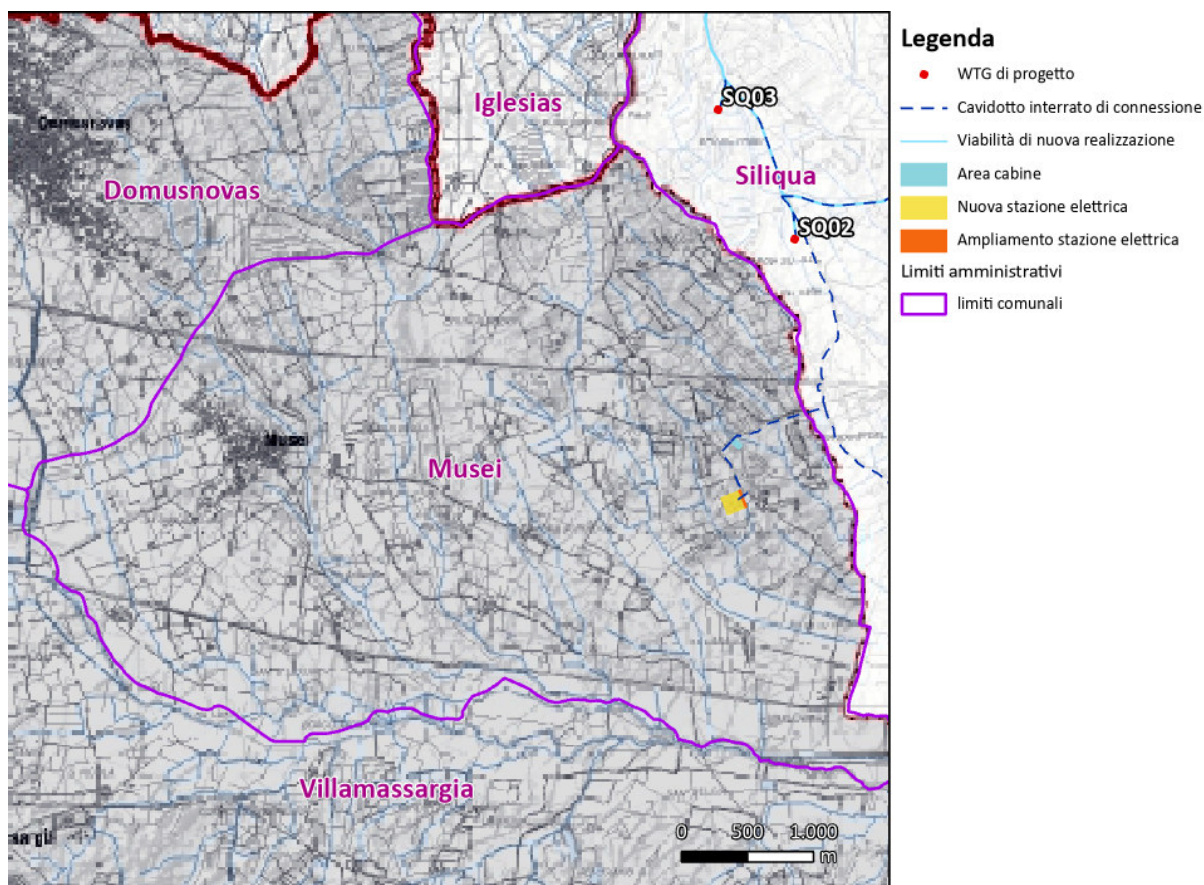 Iglesias
SQ03
Domusnovas
Siliqua
SQ02
Musei
Musei
Villamassargia
0 500 1.000
m
Legenda
WTG di progetto
Cavidotto interrato di connessione
Viabilità di nuova realizzazione
Area cabine
Nuova stazione elettrica
Ampliamento stazione elettrica
Limiti amministrativi
limiti comunali